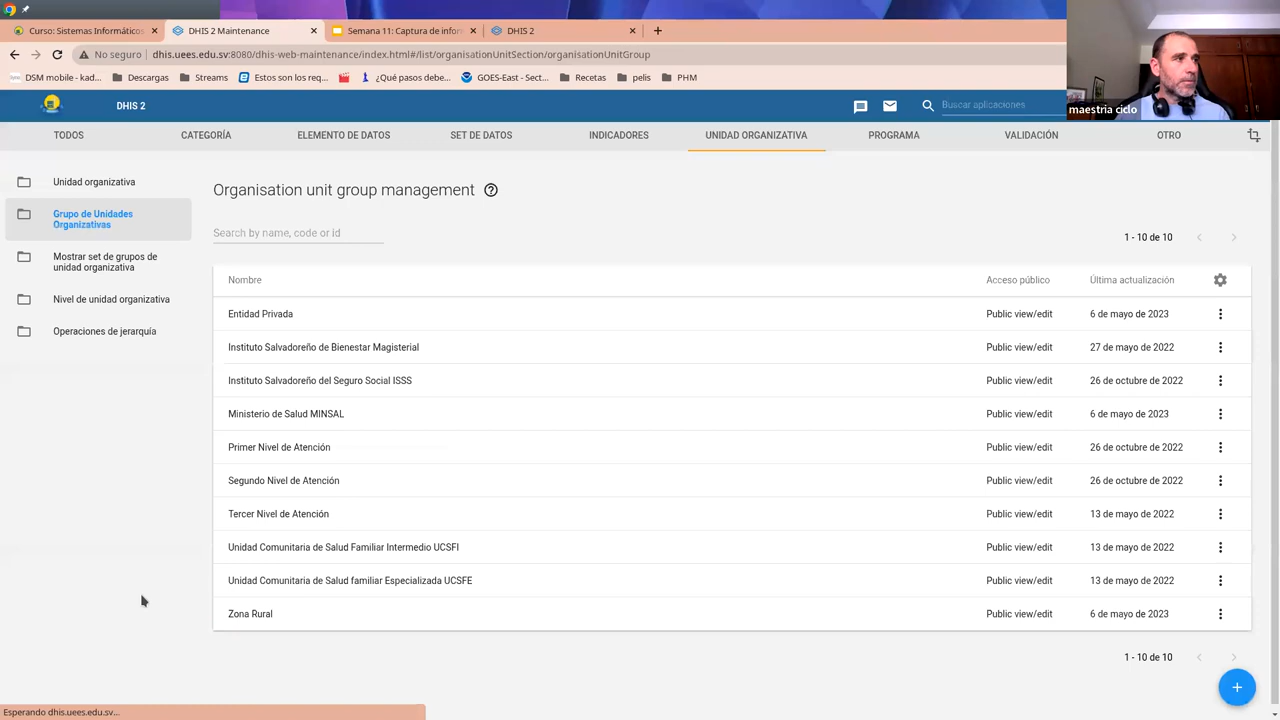 Curso: Sistemas Informáticos
DHIS 2 Maintenance
Semana 11: Captura de infor
DHIS 2
No seguro
dhis.uees.edu.sv:8080/dhis-web-maintenance/index.html#/list/organisationUnitSection/organisationUnitGroup
DSM mobile - kad...
Descargas
Streams
Estos son los req...
¿Qué pasos debe...
GOES-East - Sect...
Recetas
pelis
PHM
maestria ciclo
DHIS 2
Buscar aplicaciones
TODOS
CATEGORÍA
ELEMENTO DE DATOS
SET DE DATOS
INDICADORES
UNIDAD ORGANIZATIVA
PROGRAMA
VALIDACIÓN
OTRO
Unidad organizativa
Grupo de Unidades
Organizativas
Mostrar set de grupos de
unidad organizativa
Nivel de unidad organizativa
Operaciones de jerarquía
Organisation unit group management
Search by name, code or id
1 - 10 de 10
Nombre Acceso público Última actualización
Entidad Privada Public view/edit 6 de mayo de 2023
Instituto Salvadoreño de Bienestar Magisterial Public view/edit 27 de mayo de 2022
Instituto Salvadoreño del Seguro Social ISSS Public view/edit 26 de octubre de 2022
Ministerio de Salud MINSAL Public view/edit 6 de mayo de 2023
Primer Nivel de Atención Public view/edit 26 de octubre de 2022
Segundo Nivel de Atención Public view/edit 26 de octubre de 2022
Tercer Nivel de Atención Public view/edit 13 de mayo de 2022
Unidad Comunitaria de Salud Familiar Intermedio UCSFI Public view/edit 13 de mayo de 2022
Unidad Comunitaria de Salud familiar Especializada UCSFE Public view/edit 13 de mayo de 2022
Zona Rural Public view/edit 6 de mayo de 2023
1 - 10 de 10
Esperando dhis.uees.edu.sv...